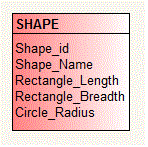 SHAPE
Shape_id
Shape_Name
Rectangle_Length
Rectangle_Breadth
Circle_Radius